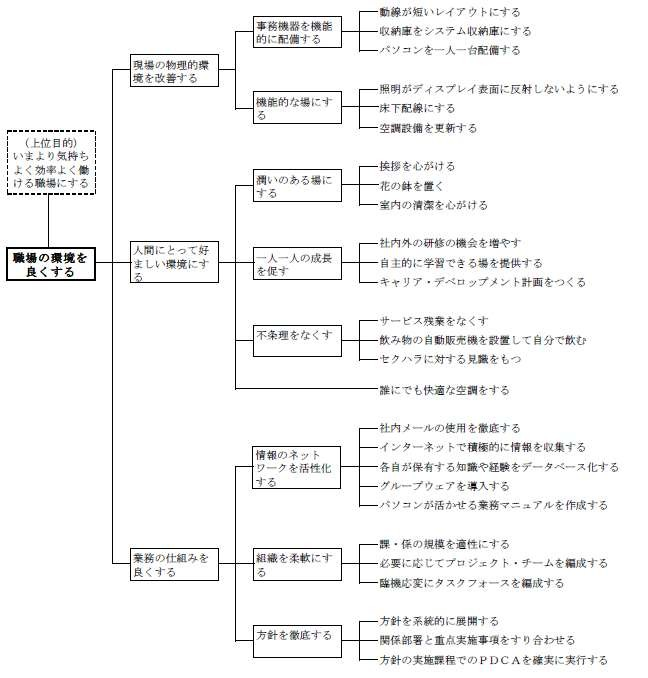 （上位目的）
いまより気持ち
よく効率よく働
ける職場にする
職場の環境を
良くする
現場の物理的環
境を改善する
事務機器を機能
的に配備する
動線が短いレイアウトにする
収納庫をシステム収納庫にする
パソコンを一人一台配備する
機能的な場にす
る
照明がディスプレイ表面に反射しないようにする
床下配線にする
空調設備を更新する
人間にとって好
ましい環境にす
る
潤いのある場に
する
挨拶を心がける
花の鉢を置く
室内の清潔を心がける
一人一人の成長
を促す
社内外の研修の機会を増やす
自主的に学習できる場を提供する
キャリア・デベロップメント計画をつくる
不条理をなくす
サービス残業をなくす
飲み物の自動販売機を設置して自分で飲む
セクハラに対する見識をもつ
誰にでも快適な空調をする
業務の仕組みを
良くする
情報のネット
ワークを活性化
する
社内メールの使用を徹底する
インターネットで積極的に情報を収集する
各自が保有する知識や経験をデータベース化する
グループウェアを導入する
パソコンが活かせる業務マニュアルを作成する
組織を柔軟にす
る
課・係の規模を適性にする
必要に応じてプロジェクト・チームを編成する
臨機応変にタスクフォースを編成する
方針を徹底する
方針を系統的に展開する
関係部署と重点実施事項をすり合わせる
方針の実施課程でのＰＤＣＡを確実に実行する